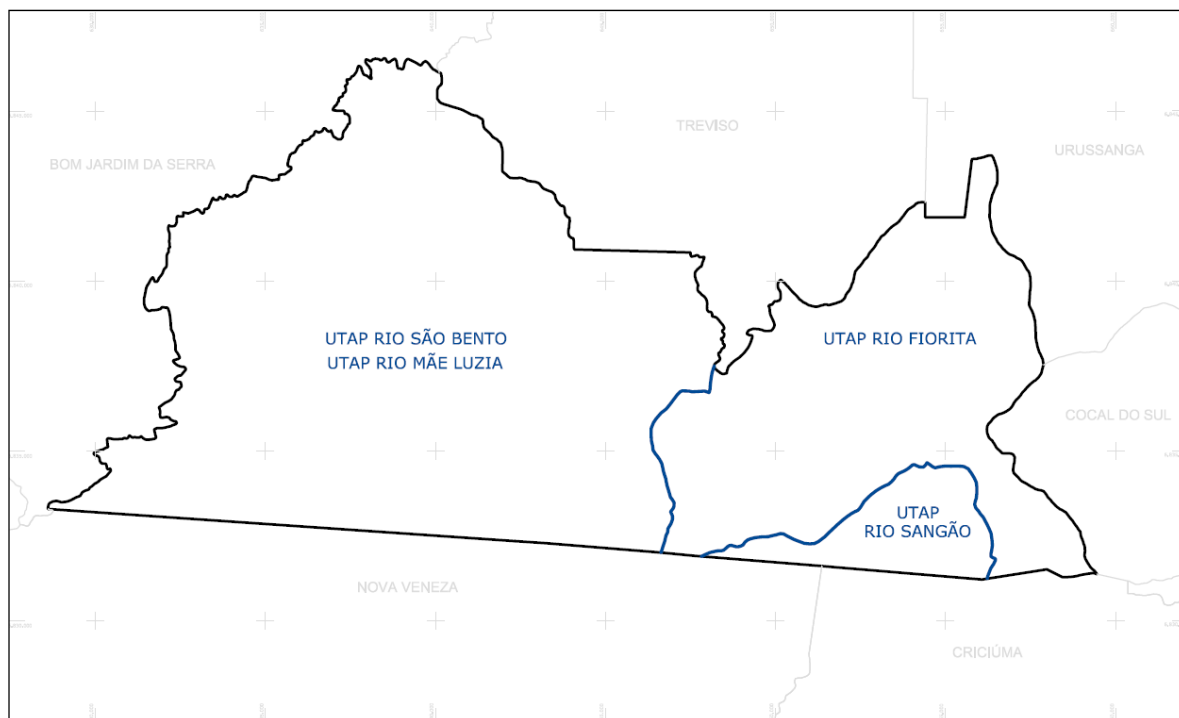 TREVISO
URUSSANGA
BOM JARDIM DA SERRA
UTAP RIO SÃO BENTO
UTAP RIO MÃE LUZIA
UTAP RIO FIORITA
COCAL DO SUL
UTAP
RIO SANGÃO
NOVA VENEZA
CRICIÚMA